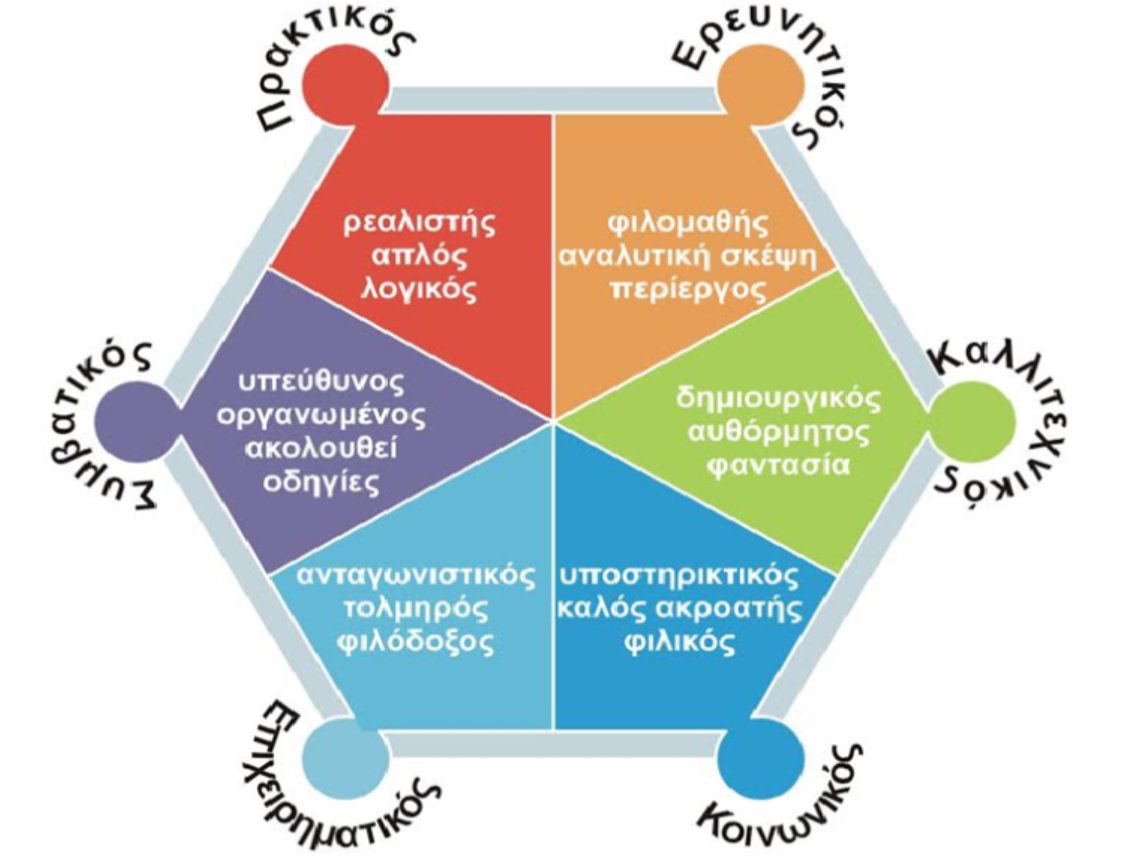 Πρακτικός
Ερευνητικός
ρεαλιστής
απλός
λογικός
φιλομαθής
αναλυτική σκέψη
περίεργος
Συμβατικός
υπεύθυνος
οργανωμένος
ακολουθεί
οδηγίες
δημιουργικός
αυθόρμητος
φαντασία
Καλλιτεχνικός
ανταγωνιστικός
τολμηρός
φιλόδοξος
υποστηρικτικός
καλός ακροατής
φιλικός
Επιχειρηματικός
Κοινωνικός